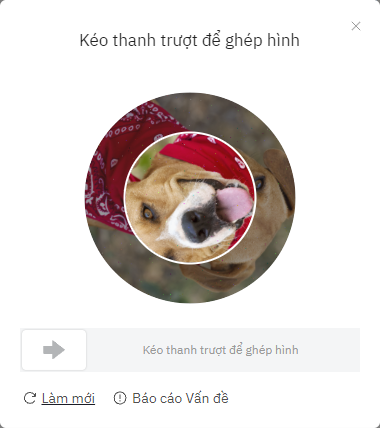 Kéo thanh trượt để ghép hình
Kéo thanh trượt để ghép hình
Làm mới
Báo cáo Vấn đề